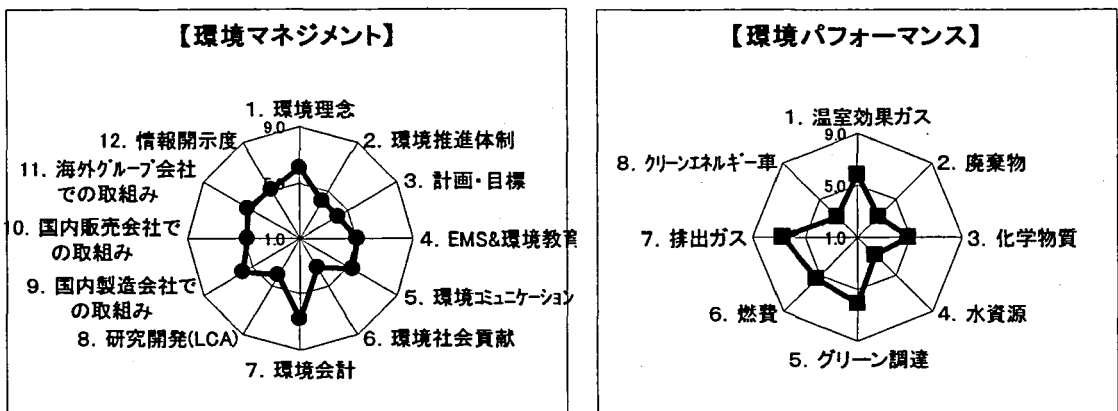 【環境マネジメント】
1. 環境理念
9.0
2. 環境推進体制
3. 計画・目標
4. EMS&環境教育
5. 環境ｺﾐｭﾆｹｰｼｮﾝ
6. 環境社会貢献
7. 環境会計
8. 研究開発(LCA)
9. 国内製造会社で
の取組み
10. 国内販売会社で
の取組み
11. 海外ｸﾞﾙｰﾌﾟ会社
での取組み
12. 情報開示度
5.0
1.0
【環境パフォーマンス】
1. 温室効果ガス
9.0
2. 廃棄物
3. 化学物質
4. 水資源
5. グリーン調達
6. 燃費
7. 排出ガス
8. ｸﾘｰﾝｴﾈﾙｷﾞｰ車
5.0
1.0